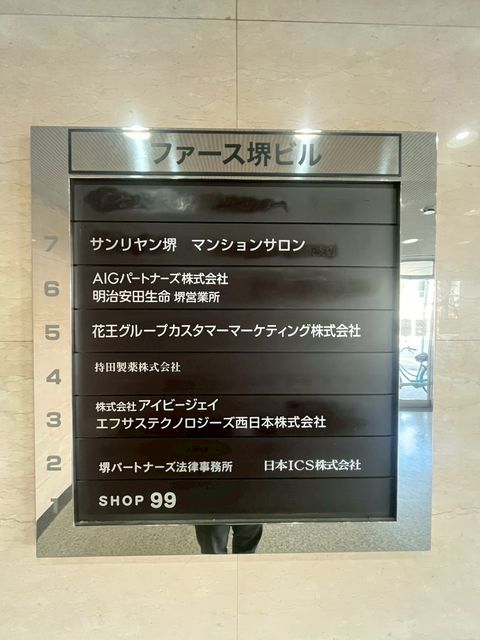 ファース堺ビル
7 サンリヤン堺 マンションサロン
6 AIGパートナーズ株式会社
明治安田生命 堺営業所
5 花王グループカスタマーマーケティング株式会社
4 持田製薬株式会社
3 株式会社アイビージェイ
エフサステクノロジーズ西日本株式会社
2 堺パートナーズ法律事務所 日本ICS株式会社
1 SHOP 99